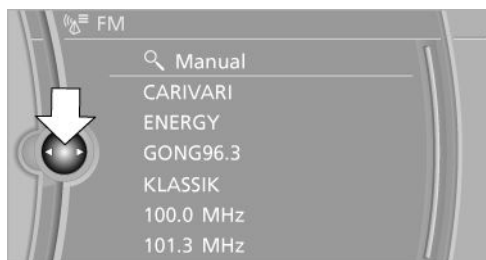 FM
Manual
CARIVARI
ENERGY
GONG96.3
KLASSIK
100.0 MHz
101.3 MHz